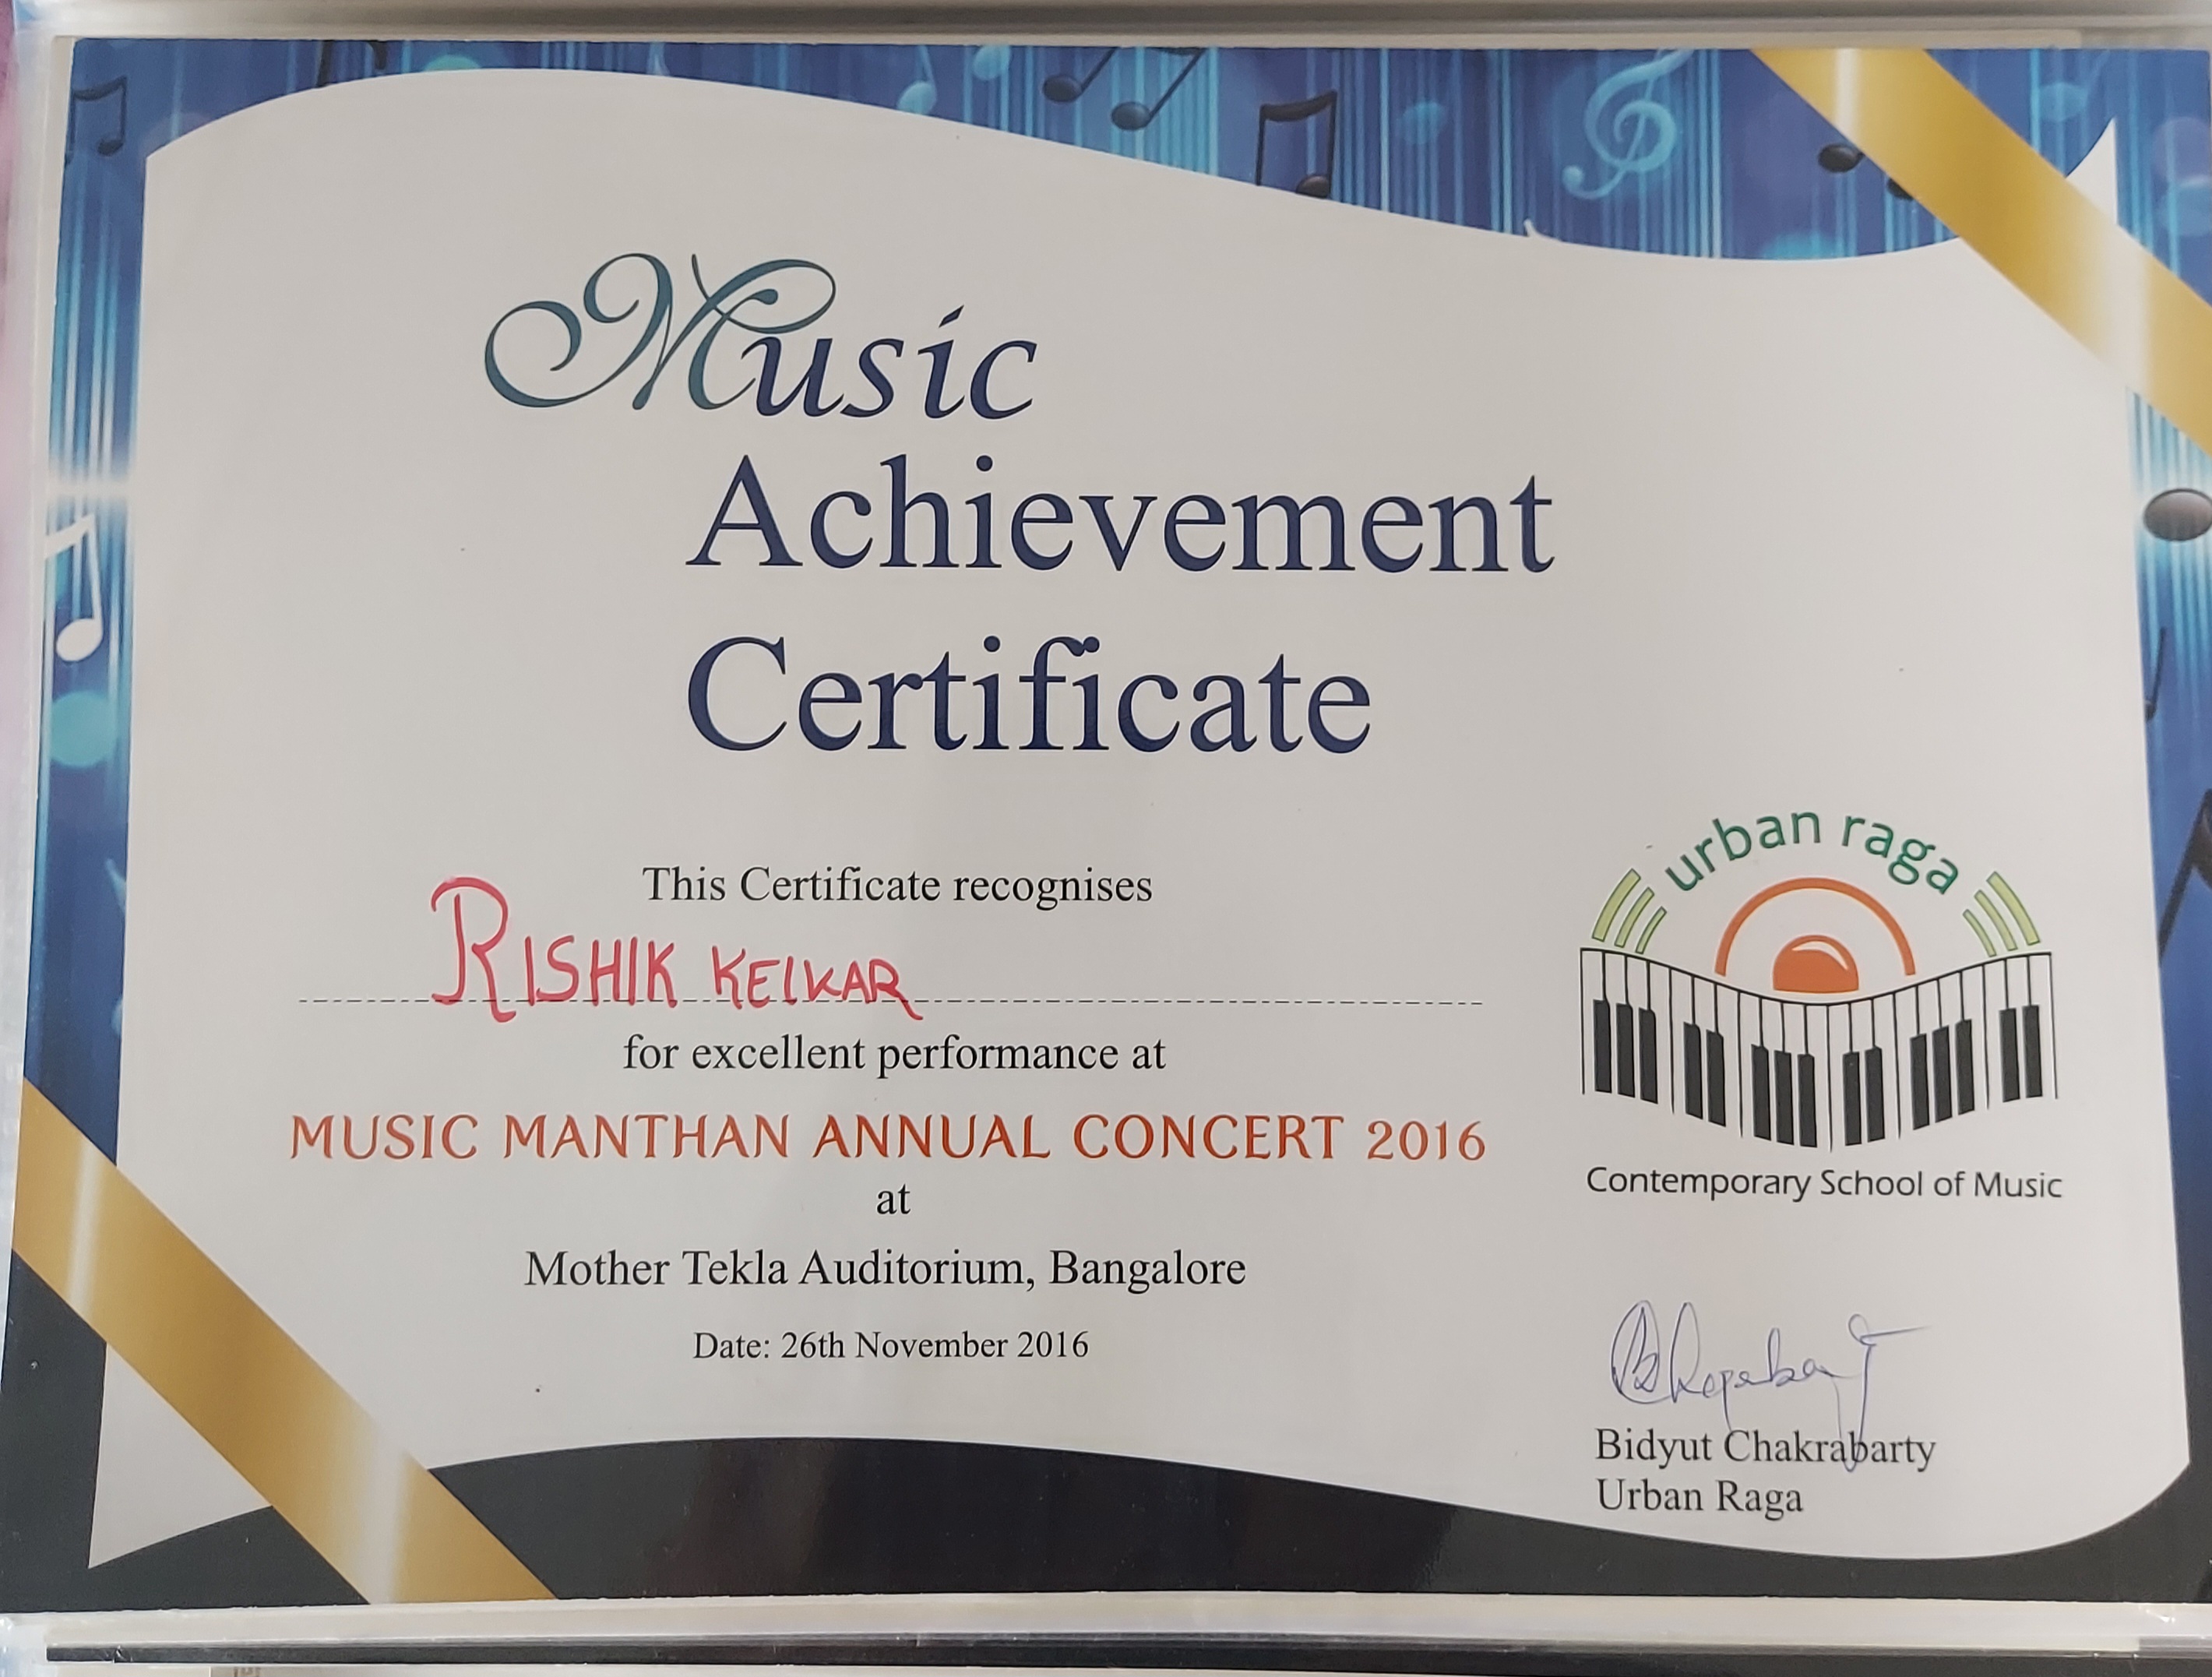 Music
Achievement
Certificate
This Certificate recognises
RISHIK KELKAR
for excellent performance at
MUSIC MANTHAN ANNUAL CONCERT 2016
at
Mother Tekla Auditorium, Bangalore
Date: 26th November 2016
urban raga
Contemporary School of Music
Bidyut Chakrabarty
Urban Raga